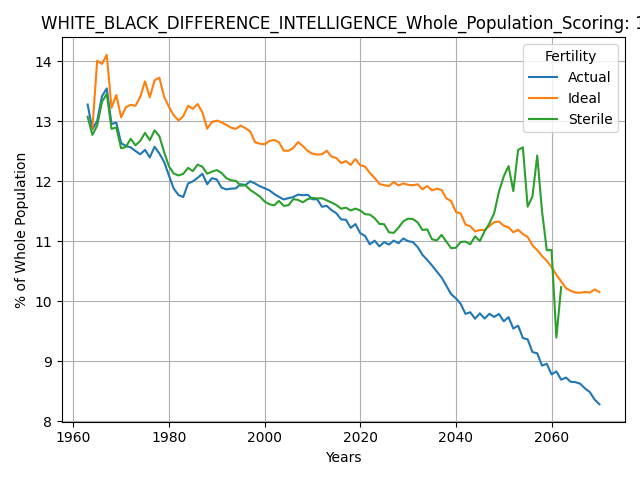 WHITE_BLACK_DIFFERENCE_INTELLIGENCE_Whole_Population_Scoring: 1
Fertility
Actual
Ideal
Sterile
% of Whole Population
14
13
12
11
10
9
8
1960 1980 2000 2020 2040 2060
Years